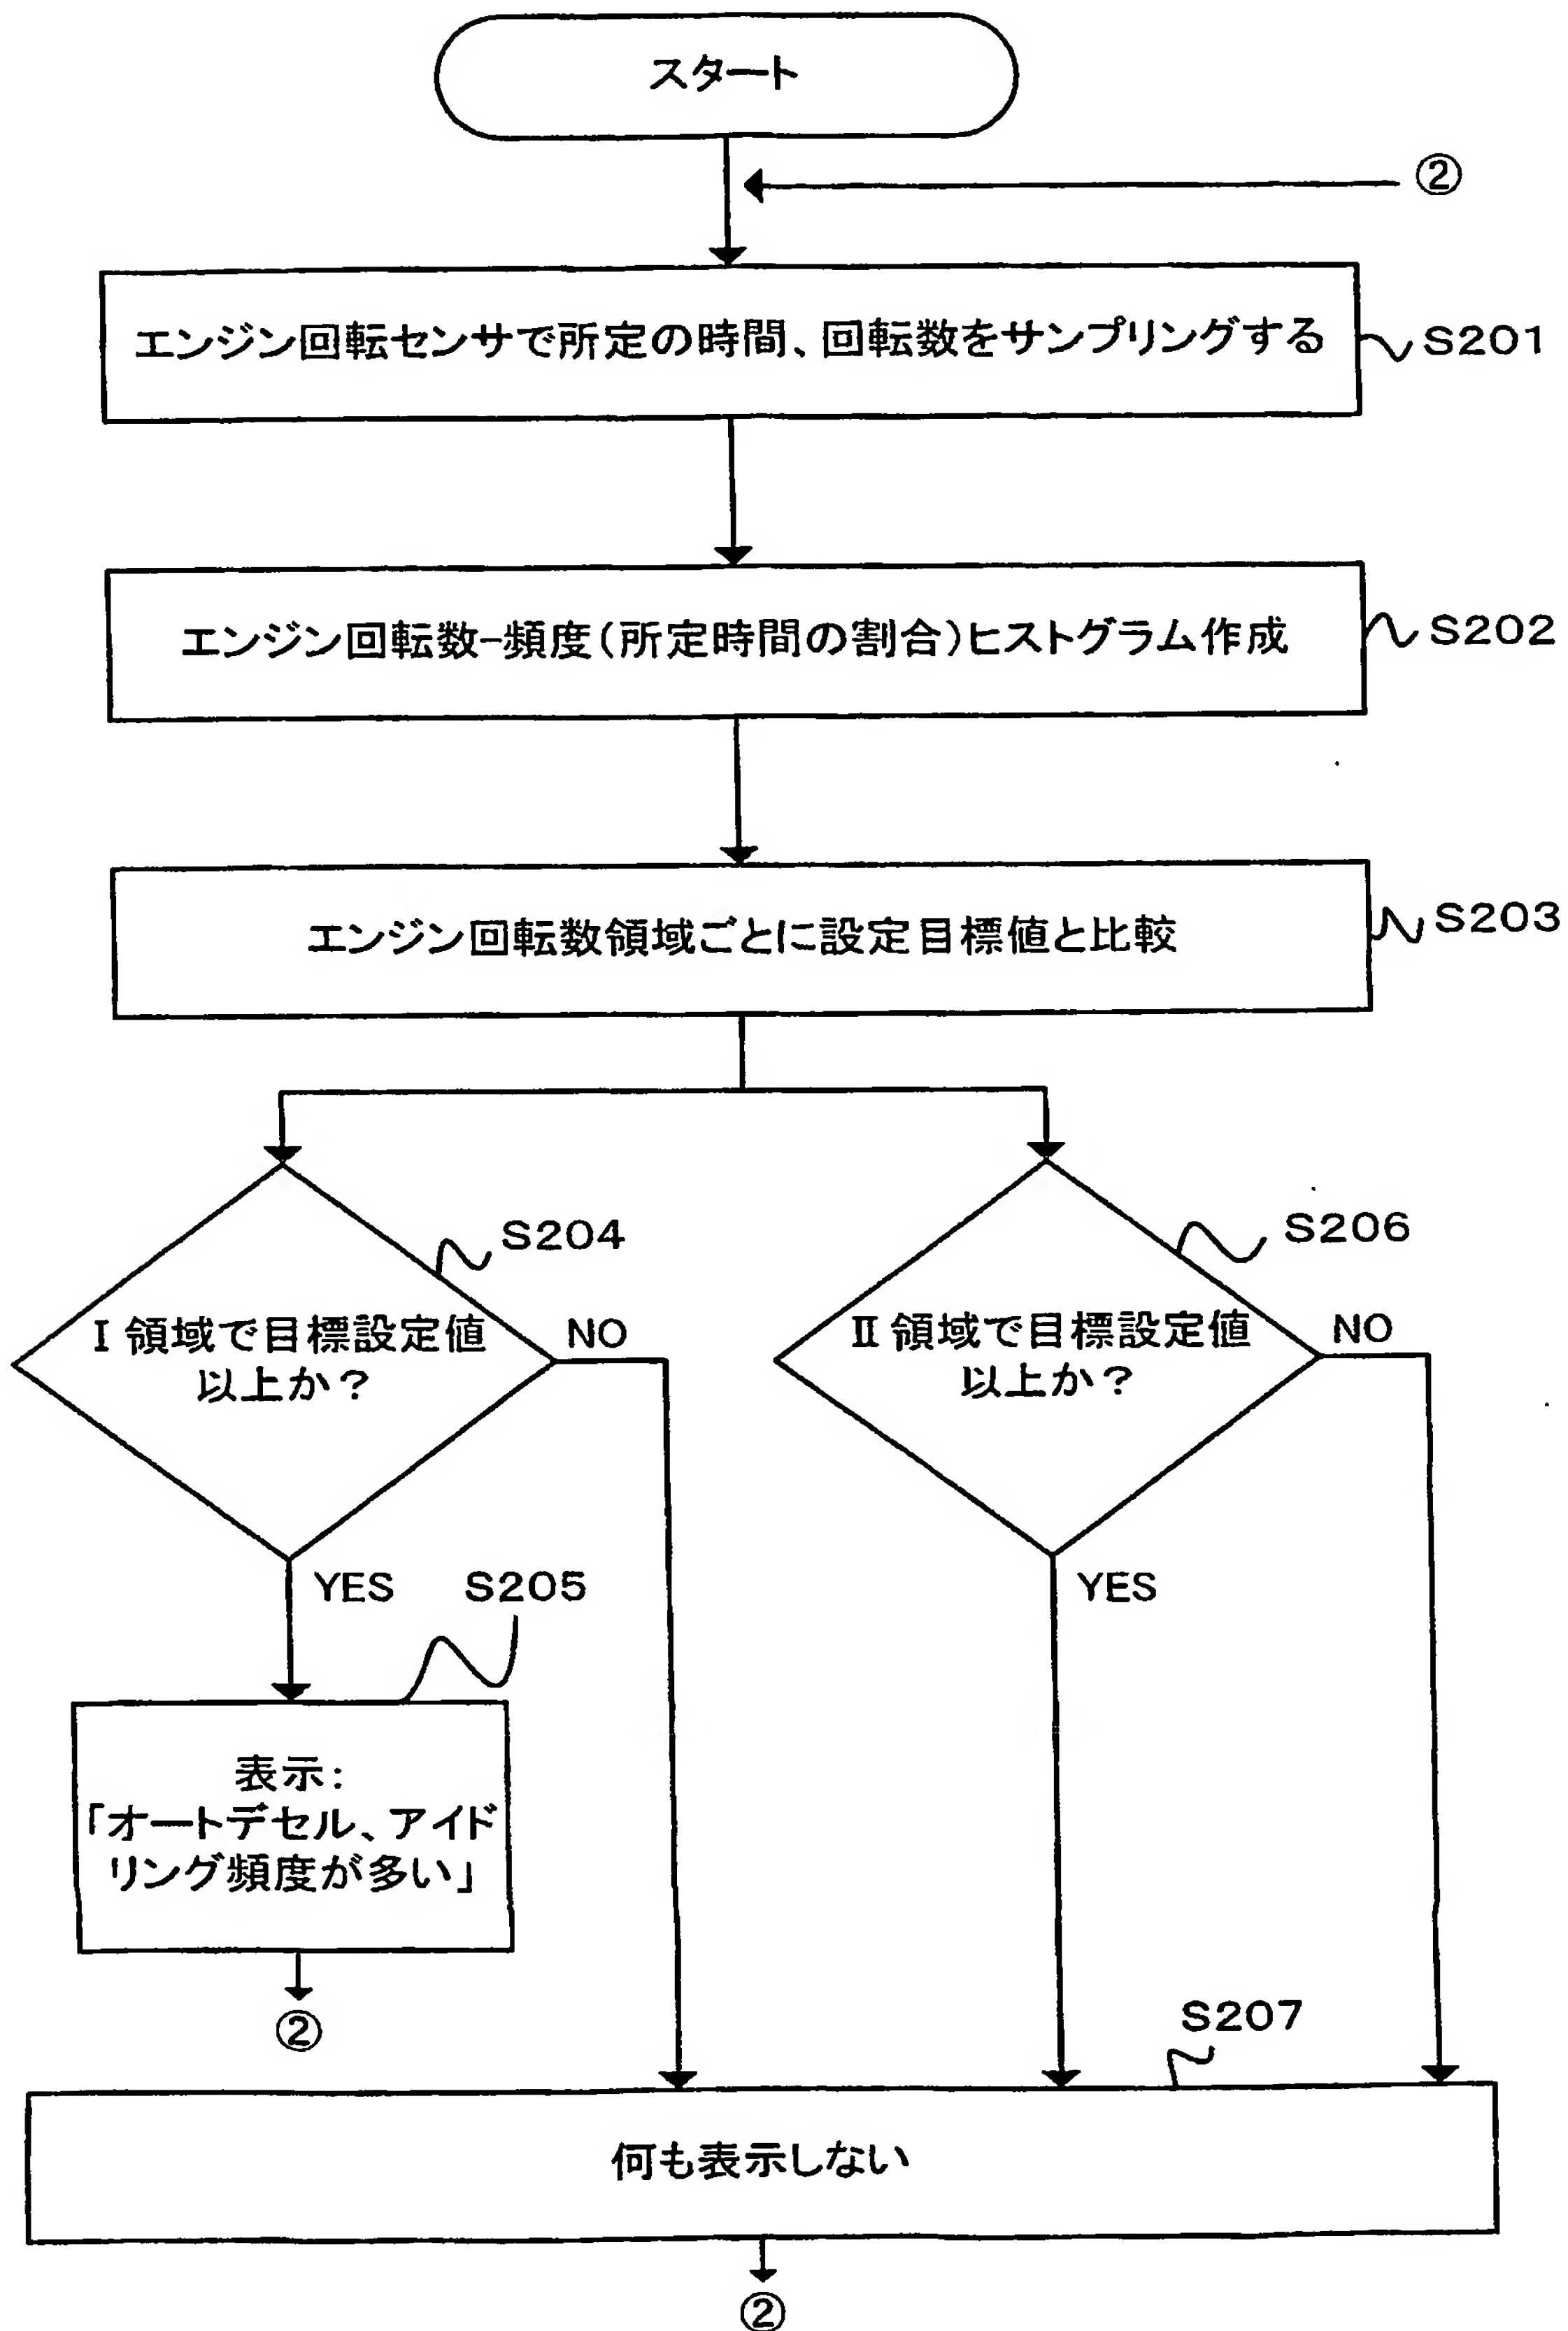 スタート
②
エンジン回転センサで所定の時間、回転数をサンプリングする
S201
エンジン回転数-頻度(所定時間の割合)ヒストグラム作成
S202
エンジン回転数領域ごとに設定目標値と比較
S203
S204
S206
I 領域で目標設定値
以上か?
NO
II 領域で目標設定値
以上か?
NO
YES
S205
YES
表示:
「オートデセル、アイド
リング頻度が多い」
②
S207
何も表示しない
②